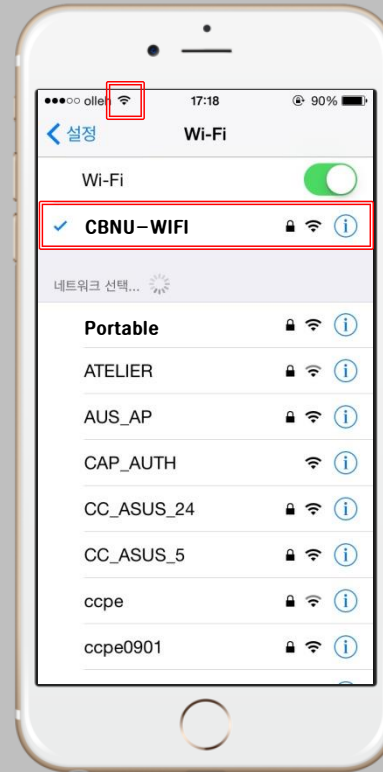 olleh 17:18 90%
설정 Wi-Fi
Wi-Fi
CBNU-WIFI
네트워크 선택...
Portable
ATELIER
AUS_AP
CAP_AUTH
CC_ASUS_24
CC_ASUS_5
ccpe
ccpe0901